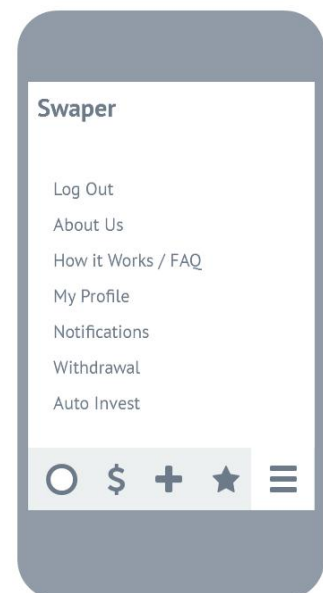 Swaper
Log Out
About Us
How it Works / FAQ
My Profile
Notifications
Withdrawal
Auto Invest
$